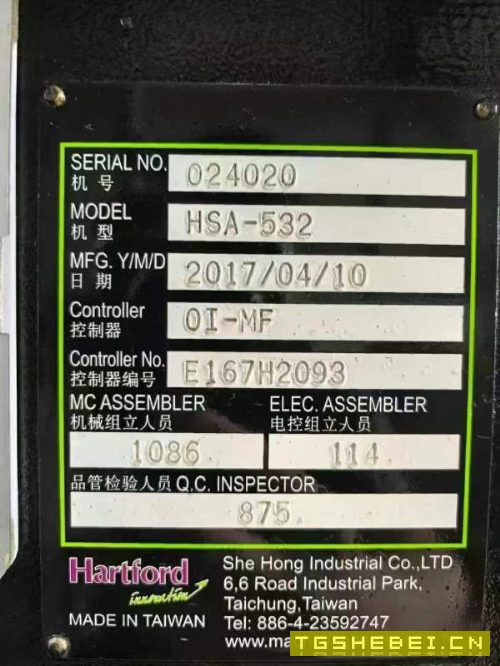 SERIAL NO.
机 号
024020
MODEL
机 型
HSA-532
MFG. Y/M/D
日 期
2017/04/10
Controller
控制器
OI-MF
Controller No.
控制器编号
E167H2093
MC ASSEMBLER
机械组立人员
1086
ELEC. ASSEMBLER
电控组立人员
114
品管检验人员 Q.C. INSPECTOR
875
Hartford
innovation
MADE IN TAIWAN
She Hong Industrial Co.,LTD
6,6 Road Industrial Park,
Taichung,Taiwan
Tel: 886-4-23592747
TGSHEBEI.CN